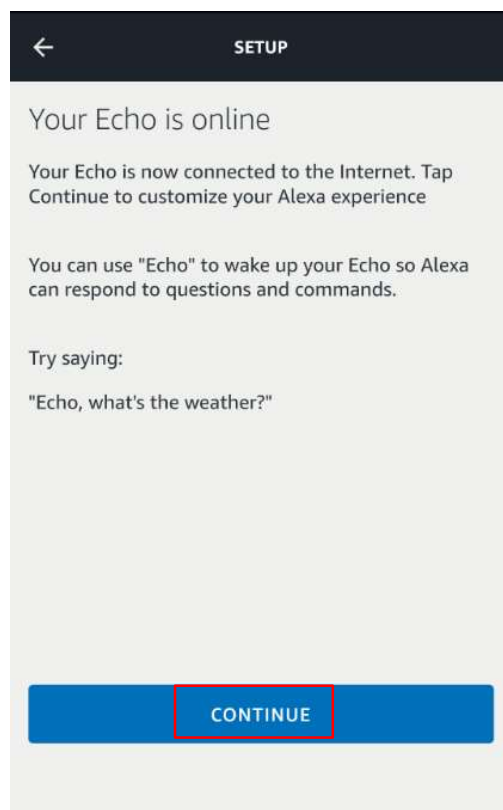 SETUP
Your Echo is online
Your Echo is now connected to the Internet. Tap
Continue to customize your Alexa experience
You can use "Echo" to wake up your Echo so Alexa
can respond to questions and commands.
Try saying:
"Echo, what's the weather?"
CONTINUE